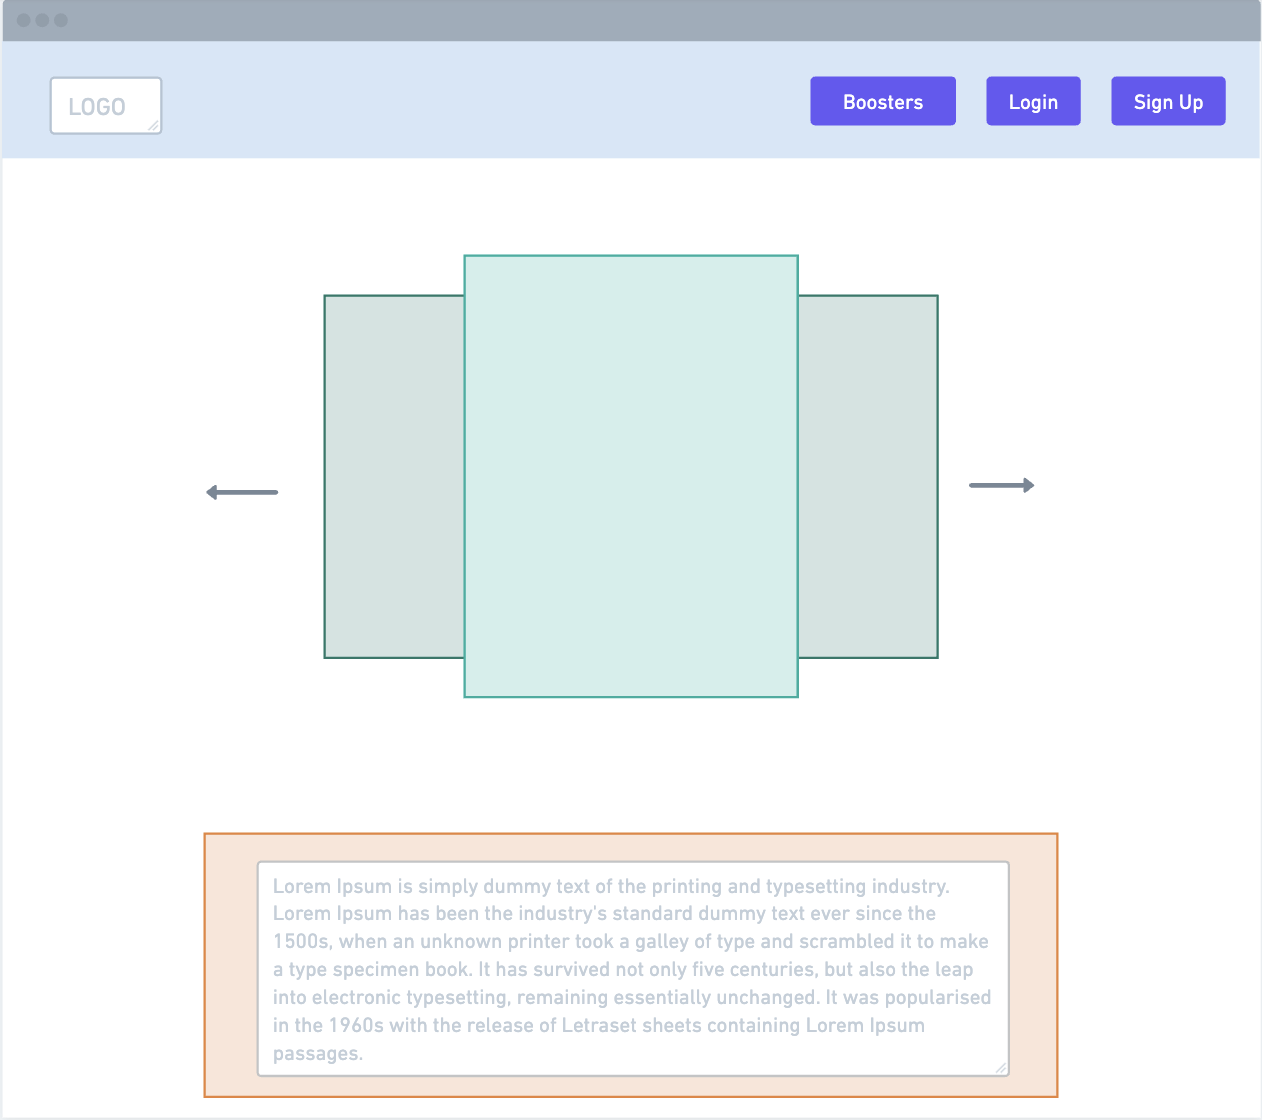 LOGO
Boosters
Login
Sign Up
Lorem Ipsum is simply dummy text of the printing and typesetting industry.
Lorem Ipsum has been the industry's standard dummy text ever since the
1500s, when an unknown printer took a galley of type and scrambled it to make
a type specimen book. It has survived not only five centuries, but also the leap
into electronic typesetting, remaining essentially unchanged. It was popularised
in the 1960s with the release of Letraset sheets containing Lorem Ipsum
passages.